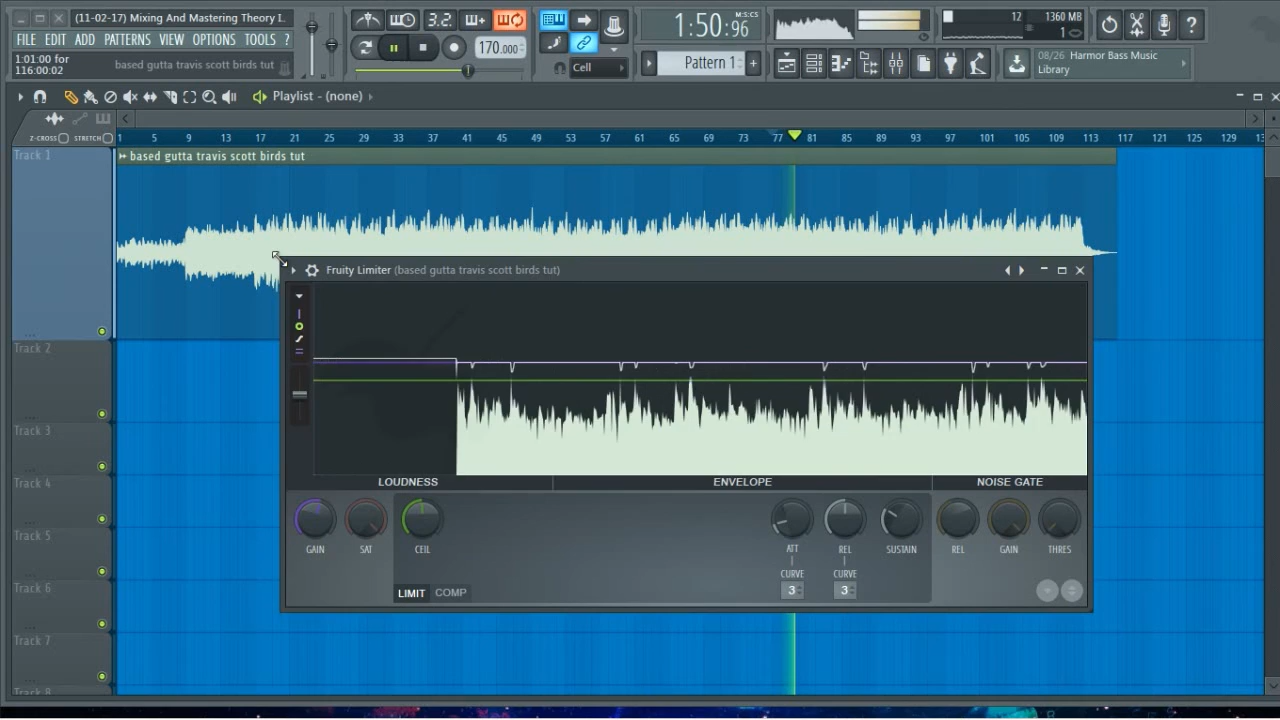 (11-02-17) Mixing And Mastering Theory I.
FILE EDIT ADD PATTERNS VIEW OPTIONS TOOLS ?
1:01:00 for
116:00:02
based gutta travis scott birds tut
3.2.
170.000
Cell
M:S:CS
1:50:96
Pattern 1
+
12
1360 MB
1
?
08/26 Harmor Bass Music
Library
Playlist - (none)
Z-CROSS STRETCH
1 5 9 13 17 21 25 29 33 37 41 45 49 53 57 61 65 69 73 77 81 85 89 93 97 101 105 109 113 117 121 125 129
Track 1
based gutta travis scott birds tut
Fruity Limiter (based gutta travis scott birds tut)
Track 2
Track 3
Track 4
Track 5
Track 6
Track 7
Track 8
LOUDNESS ENVELOPE NOISE GATE
GAIN SAT CEIL ATT REL SUSTAIN REL GAIN THRES
CURVE CURVE
3 3
LIMIT COMP